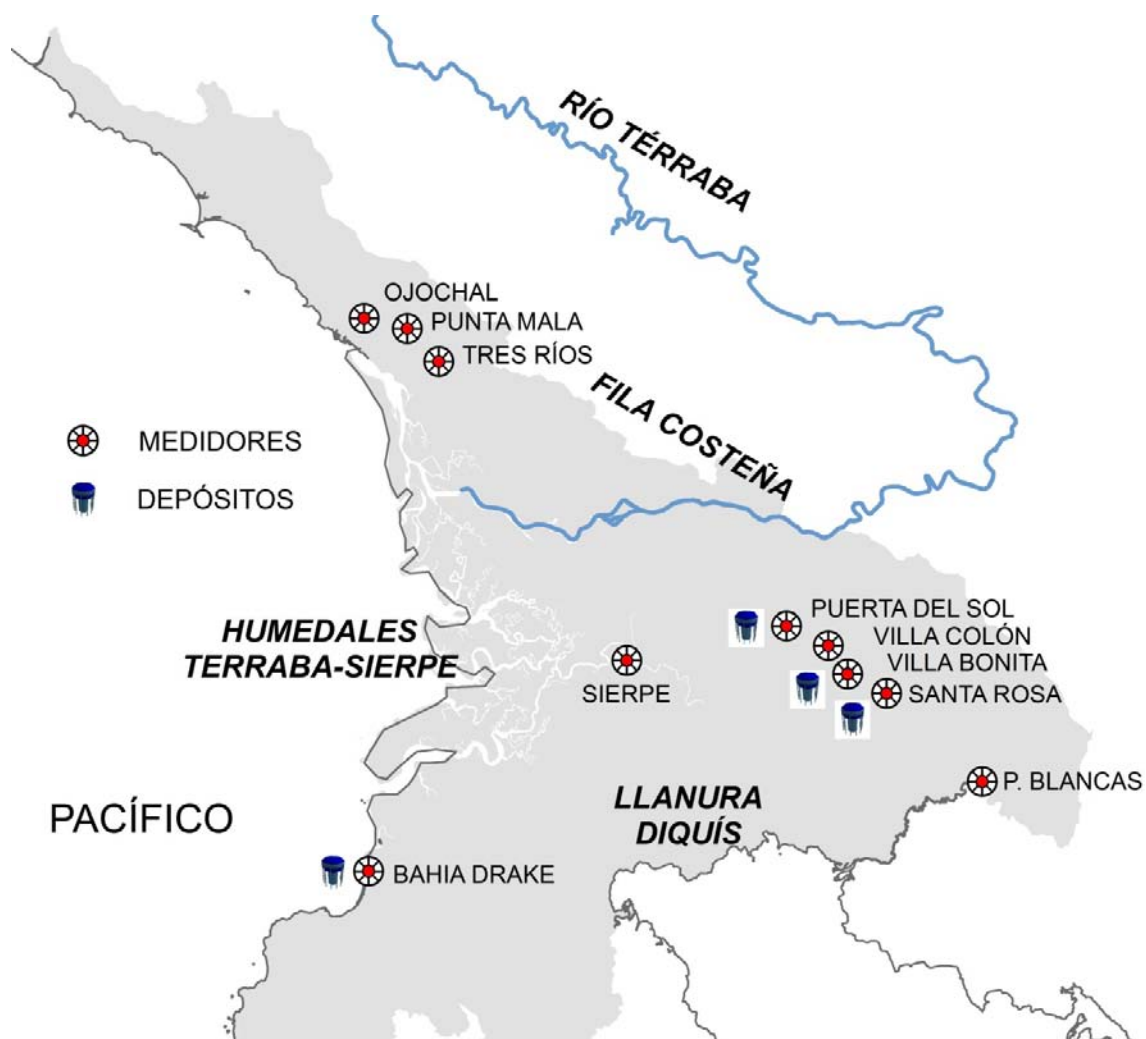 RÍO TÉRRABA
OJOCHAL
PUNTA MALA
TRES RÍOS
FILA COSTEÑA
MEDIDORES
DEPÓSITOS
HUMEDALES
TERRABA-SIERPE
PUERTA DEL SOL
VILLA COLÓN
VILLA BONITA
SIERPE
SANTA ROSA
P. BLANCAS
LLANURA
DIQUÍS
PACÍFICO
BAHIA DRAKE